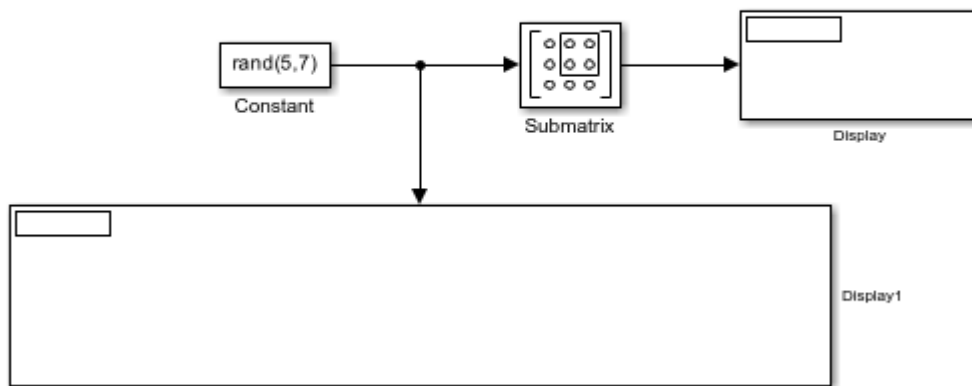 rand(5,7)
Constant
Submatrix
Display
Display1